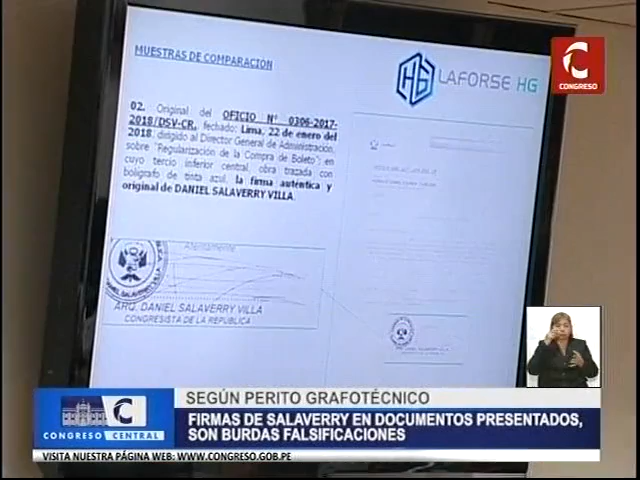 MUESTRAS DE COMPARACION
LAFORSE HG
CONGRESO
02. Original del OFICIO N° 0306-2017-
2018/DSV-CR, fechado: Lima, 22 de enero del
2018, dirigido al Director General de Administración,
sobre "Regularización de la Compra de Boleto"; en
cuyo tercio inferior central, obra trazada con
bolígrafo de tinta azul, la firma auténtica y
original de DANIEL SALAVERRY VILLA.
Atentamente
ARQ. DANIEL SALAVERRY VILLA
CONGRESISTA DE LA REPÚBLICA
SEGÚN PERITO GRAFOTÉCNICO
FIRMAS DE SALAVERRY EN DOCUMENTOS PRESENTADOS,
SON BURDAS FALSIFICACIONES
CONGRESO CENTRAL
VISITA NUESTRA PÁGINA WEB: WWW.CONGRESO.GOB.PE